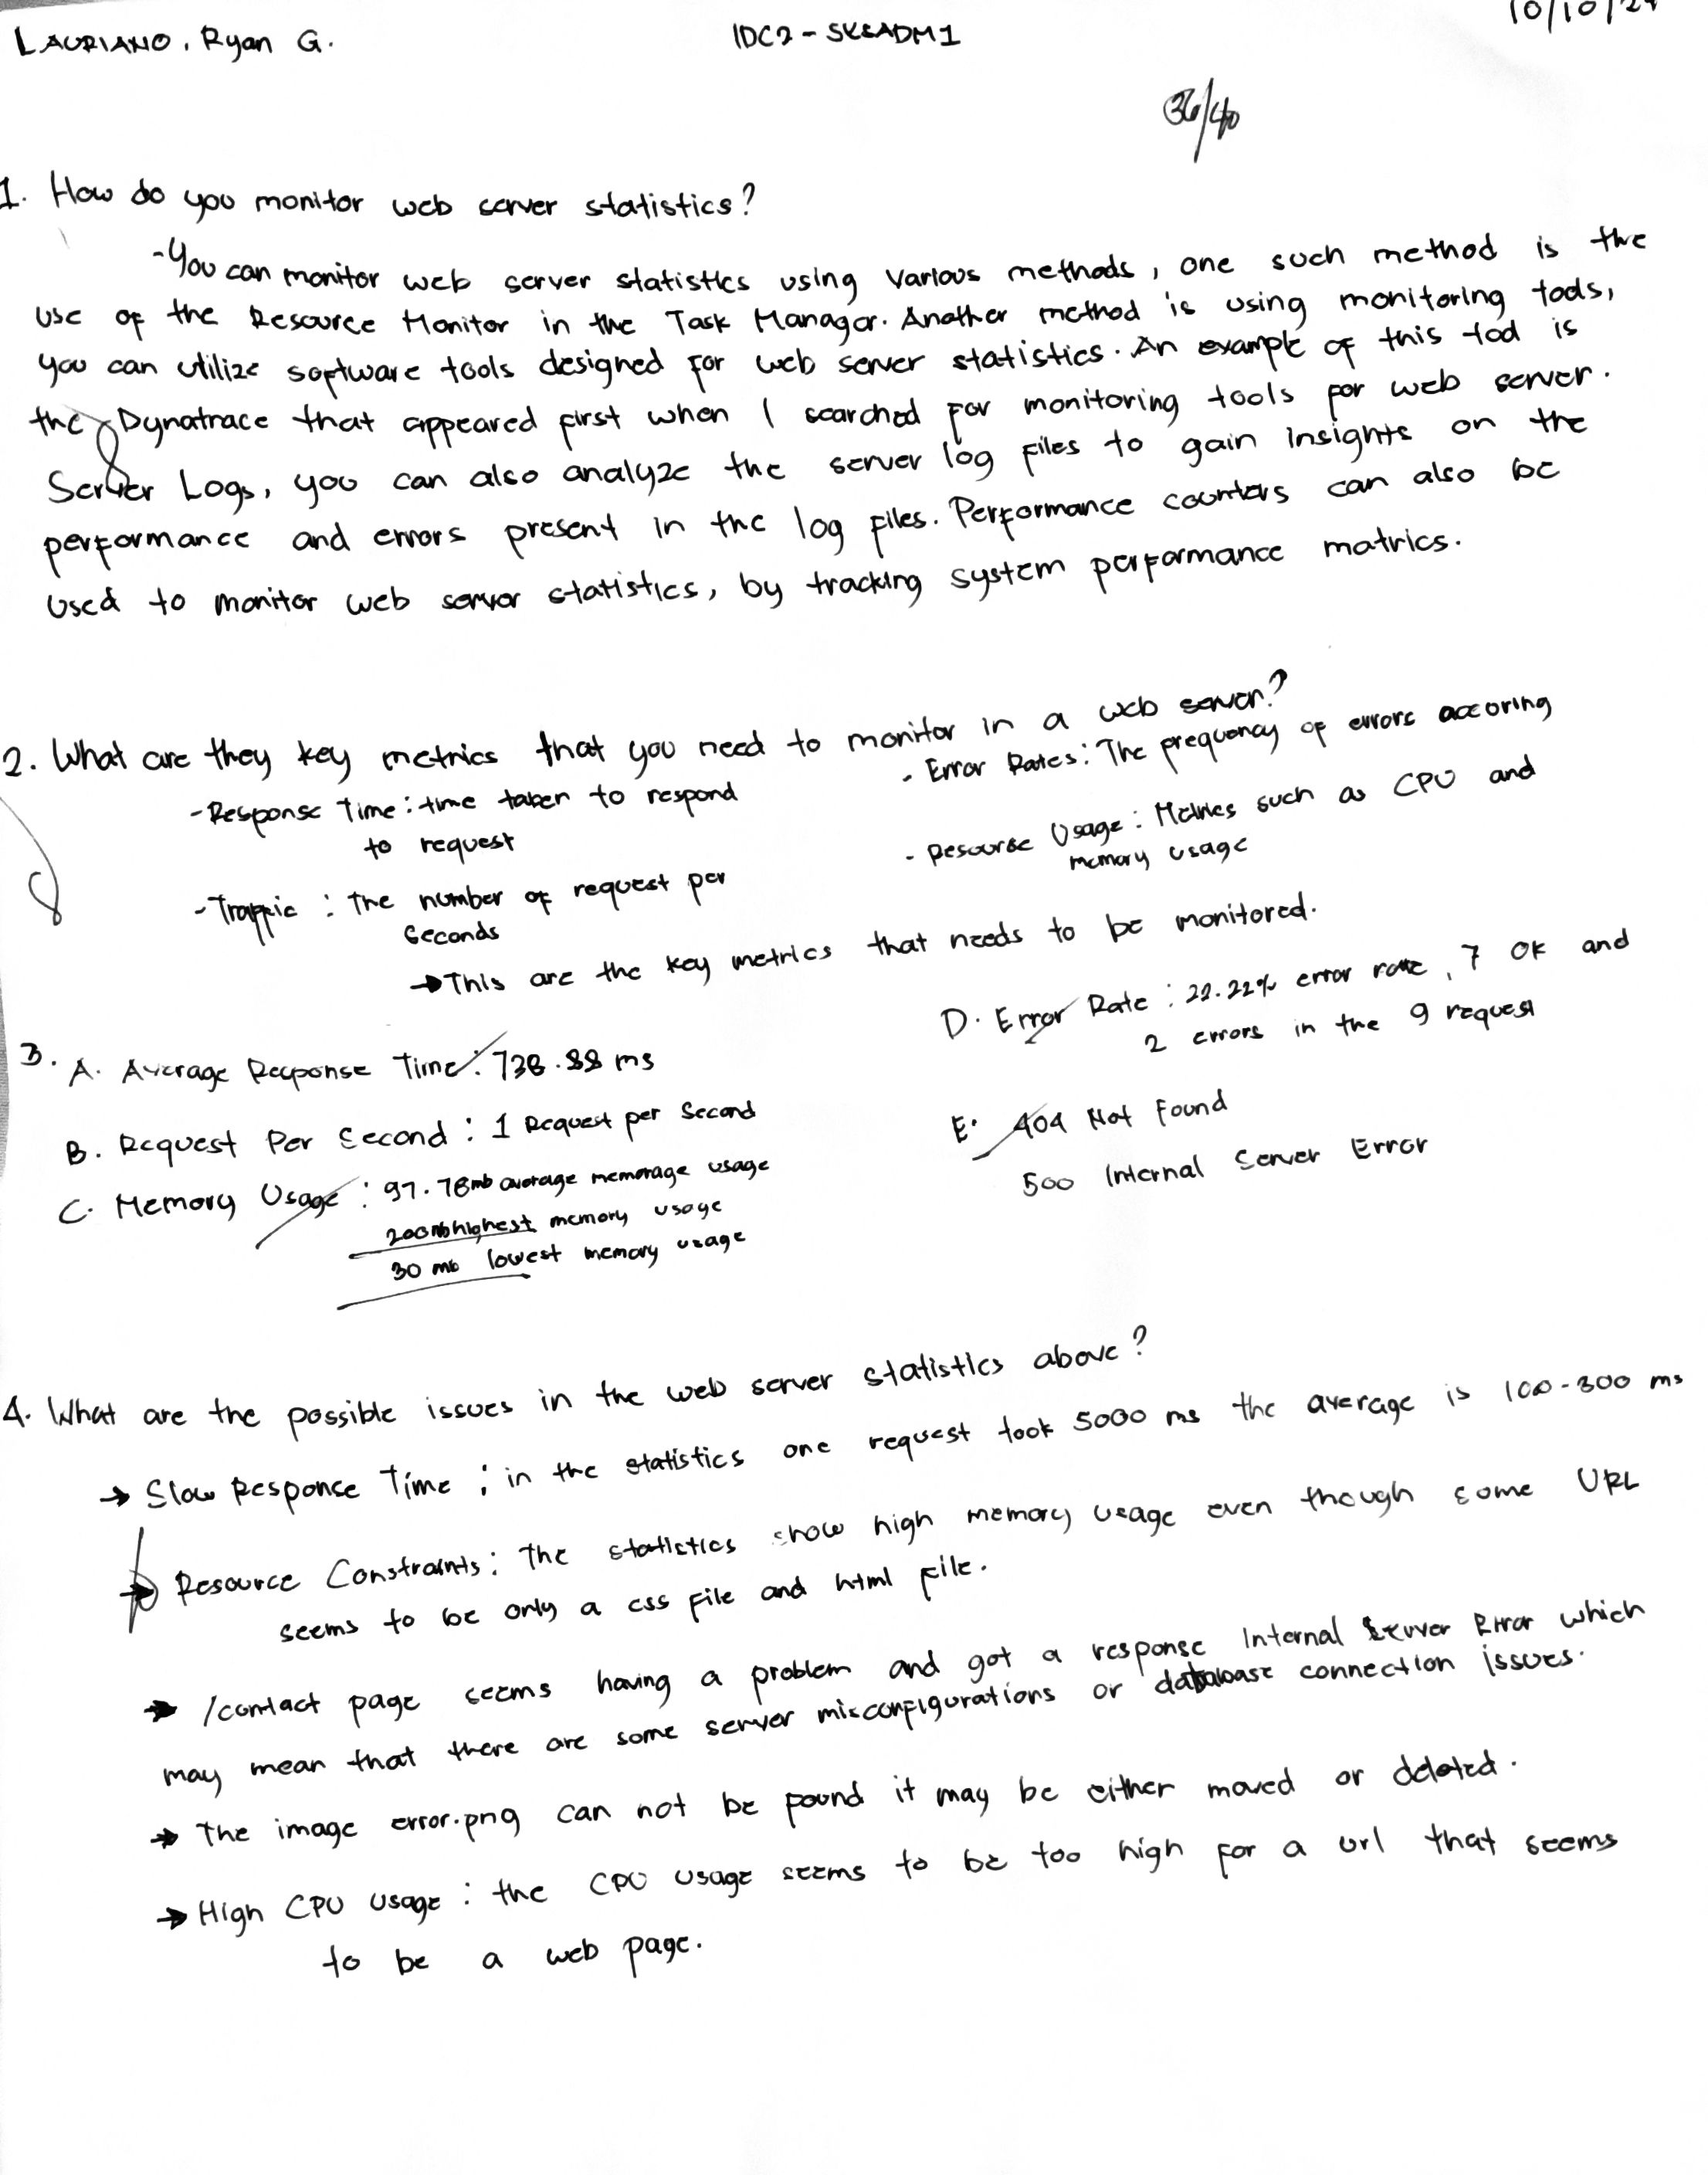 LAURIANO, Ryan G.
IDC2 - SYSADM1
10/10/24
36/40
1. How do you monitor web server statistics?
-You can monitor web server statistics using various methods, one such method is the
use of the Resource Monitor in the Task Manager. Another method is using monitoring tools,
you can utilize software tools designed for web server statistics. An example of this tool is
the Dynatrace that appeared first when I searched for monitoring tools for web server.
Server Logs, you can also analyze the server log files to gain insights on the
performance and errors present in the log files. Performance counters can also be
used to monitor web server statistics, by tracking system performance matrics.
8
2. What are they key metrics that you need to monitor in a web server?
-Response Time: time taken to respond
to request
-Traffic : The number of request per
seconds
- Error Rates: The frequency of errors accoring
- Resourse Usage: Metrics such as CPU and
memory usage
→This are the key metrics that needs to be monitored.
8
3. A. Average Response Time: 738.88 ms
B. Request Per Second : 1 Request per Second
C. Memory Usage : 97.78mb average memorage usage
200mb highest memory usage
30 mb lowest memory usage
D. Error Rate : 22.22% error rate, 7 OK and
2 errors in the 9 request
E. 404 Not Found
500 Internal Server Error
4. What are the possible issues in the web server statistics above?
→ Slow Response Time ; in the statistics one request took 5000 ms the average is 100-300 ms
→ Resource Constraints: The statistics show high memory usage even though some URL
seems to be only a css file and html file.
→ /contact page seems having a problem and got a response Internal Server Error which
may mean that there are some server misconfigurations or database connection issues.
→ The image error.png can not be found it may be either moved or deleted.
→ High CPU usage : the CPU usage seems to be too high for a url that seems
to be a web page.